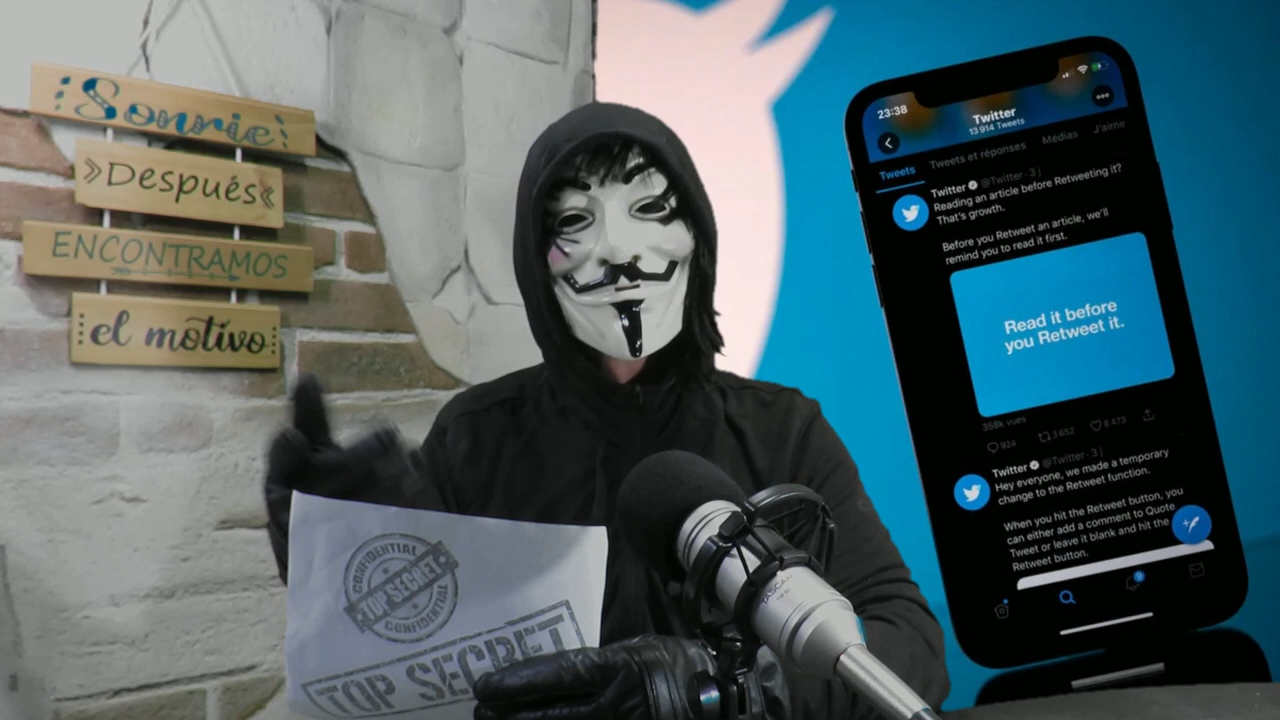 ¡Sonríe!
Después
ENCONTRAMOS
el motivo
CONFIDENTIAL
TOP SECRET
CONFIDENTIAL
TOP SECRET
TASCAM
23:38
Twitter
13 914 Tweets
Tweets
Tweets et réponses
Médias
J'aime
Twitter @Twitter · 3 j
Reading an article before Retweeting it?
That's growth.
Before you Retweet an article, we'll
remind you to read it first.
Read it before
you Retweet it.
358k vues
924
3 652
8 473
Twitter @Twitter · 3 j
Hey everyone, we made a temporary
change to the Retweet function.
When you hit the Retweet button, you
can either add a comment to Quote
Tweet or leave it blank and hit the
Retweet button.